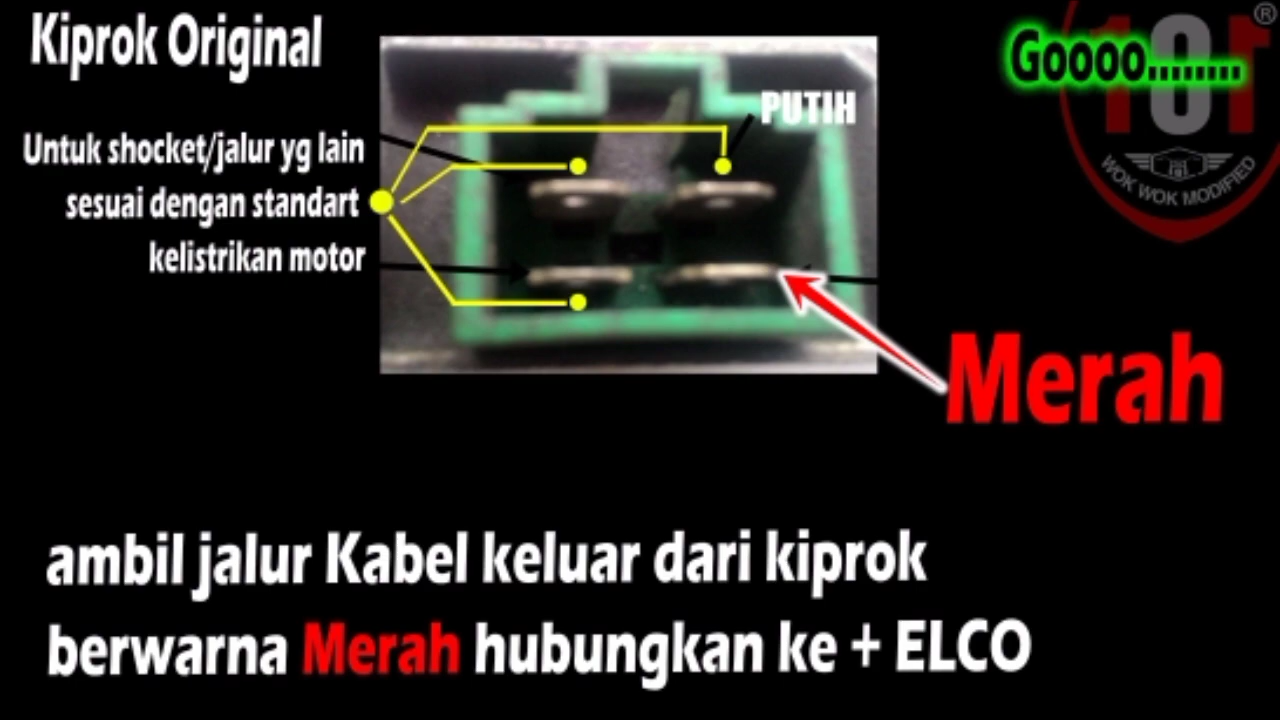 Kiprok Original
Goooo........
®
181
WOK WOK MODIFIED
PUTIH
Untuk shocket/jalur yg lain
sesuai dengan standart
kelistrikan motor
Merah
ambil jalur Kabel keluar dari kiprok
berwarna Merah hubungkan ke + ELCO